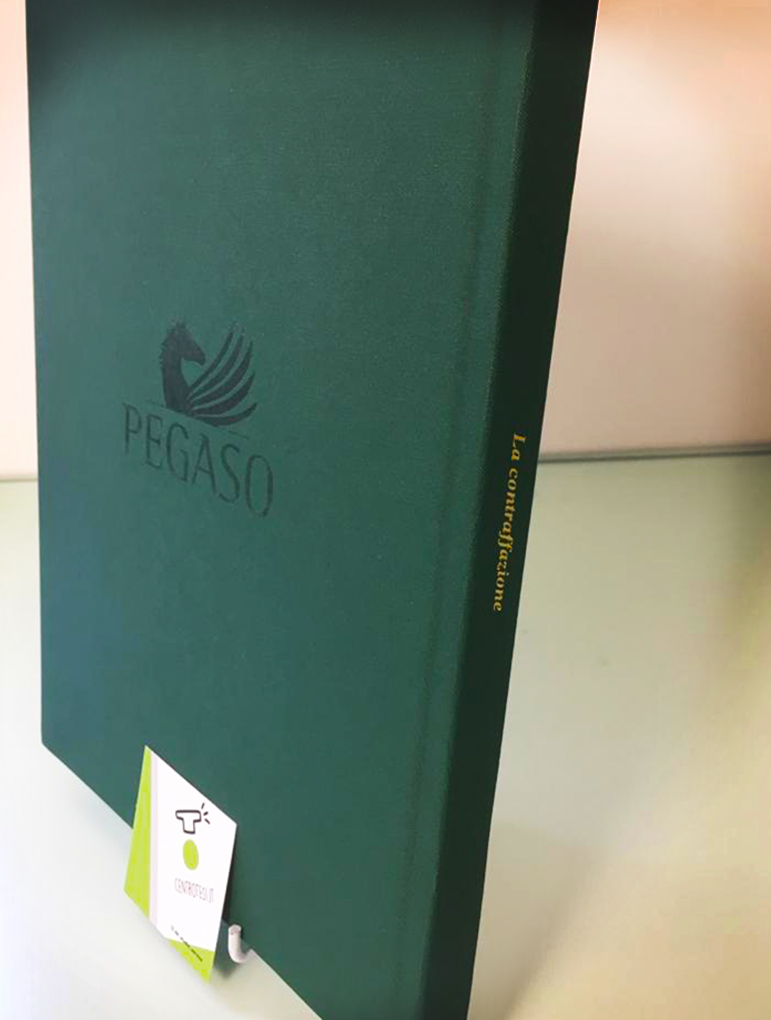 PEGASO
La contraffazione
CENTROTESI.IT